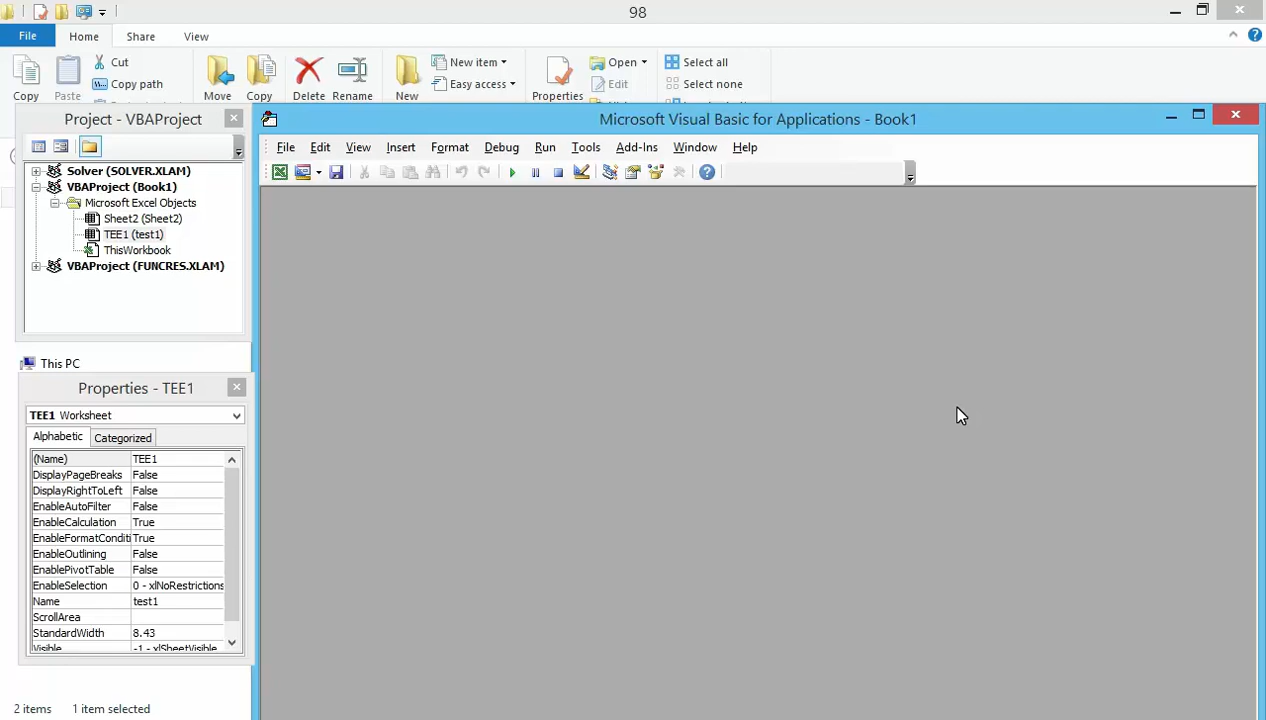 98
File Home Share View
Cut
Copy path
Copy Paste Move Copy Delete Rename New Properties
New item
Easy access
Open
Edit
Select all
Select none
Project - VBAProject
Solver (SOLVER.XLAM)
VBAProject (Book1)
Microsoft Excel Objects
Sheet2 (Sheet2)
TEE1 (test1)
ThisWorkbook
VBAProject (FUNCRES.XLAM)
Microsoft Visual Basic for Applications - Book1
File Edit View Insert Format Debug Run Tools Add-Ins Window Help
This PC
Properties - TEE1
TEE1 Worksheet
Alphabetic Categorized
(Name) TEE1
DisplayPageBreaks False
DisplayRightToLeft False
EnableAutoFilter False
EnableCalculation True
EnableFormatConditi True
EnableOutlining False
EnablePivotTable False
EnableSelection 0 - xlNoRestrictions
Name test1
ScrollArea
StandardWidth 8.43
Visible -1 - xlSheetVisible
2 items 1 item selected